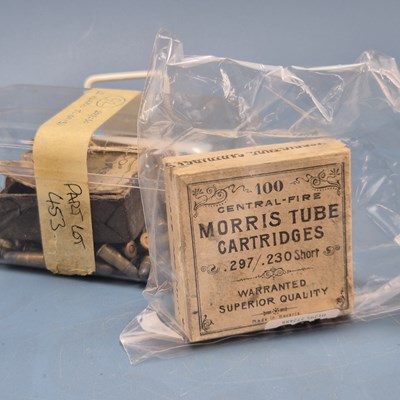 PART LOT
453
100
CENTRAL-FIRE
MORRIS TUBE
CARTRIDGES
.297/.230 Short
WARRANTED
SUPERIOR QUALITY